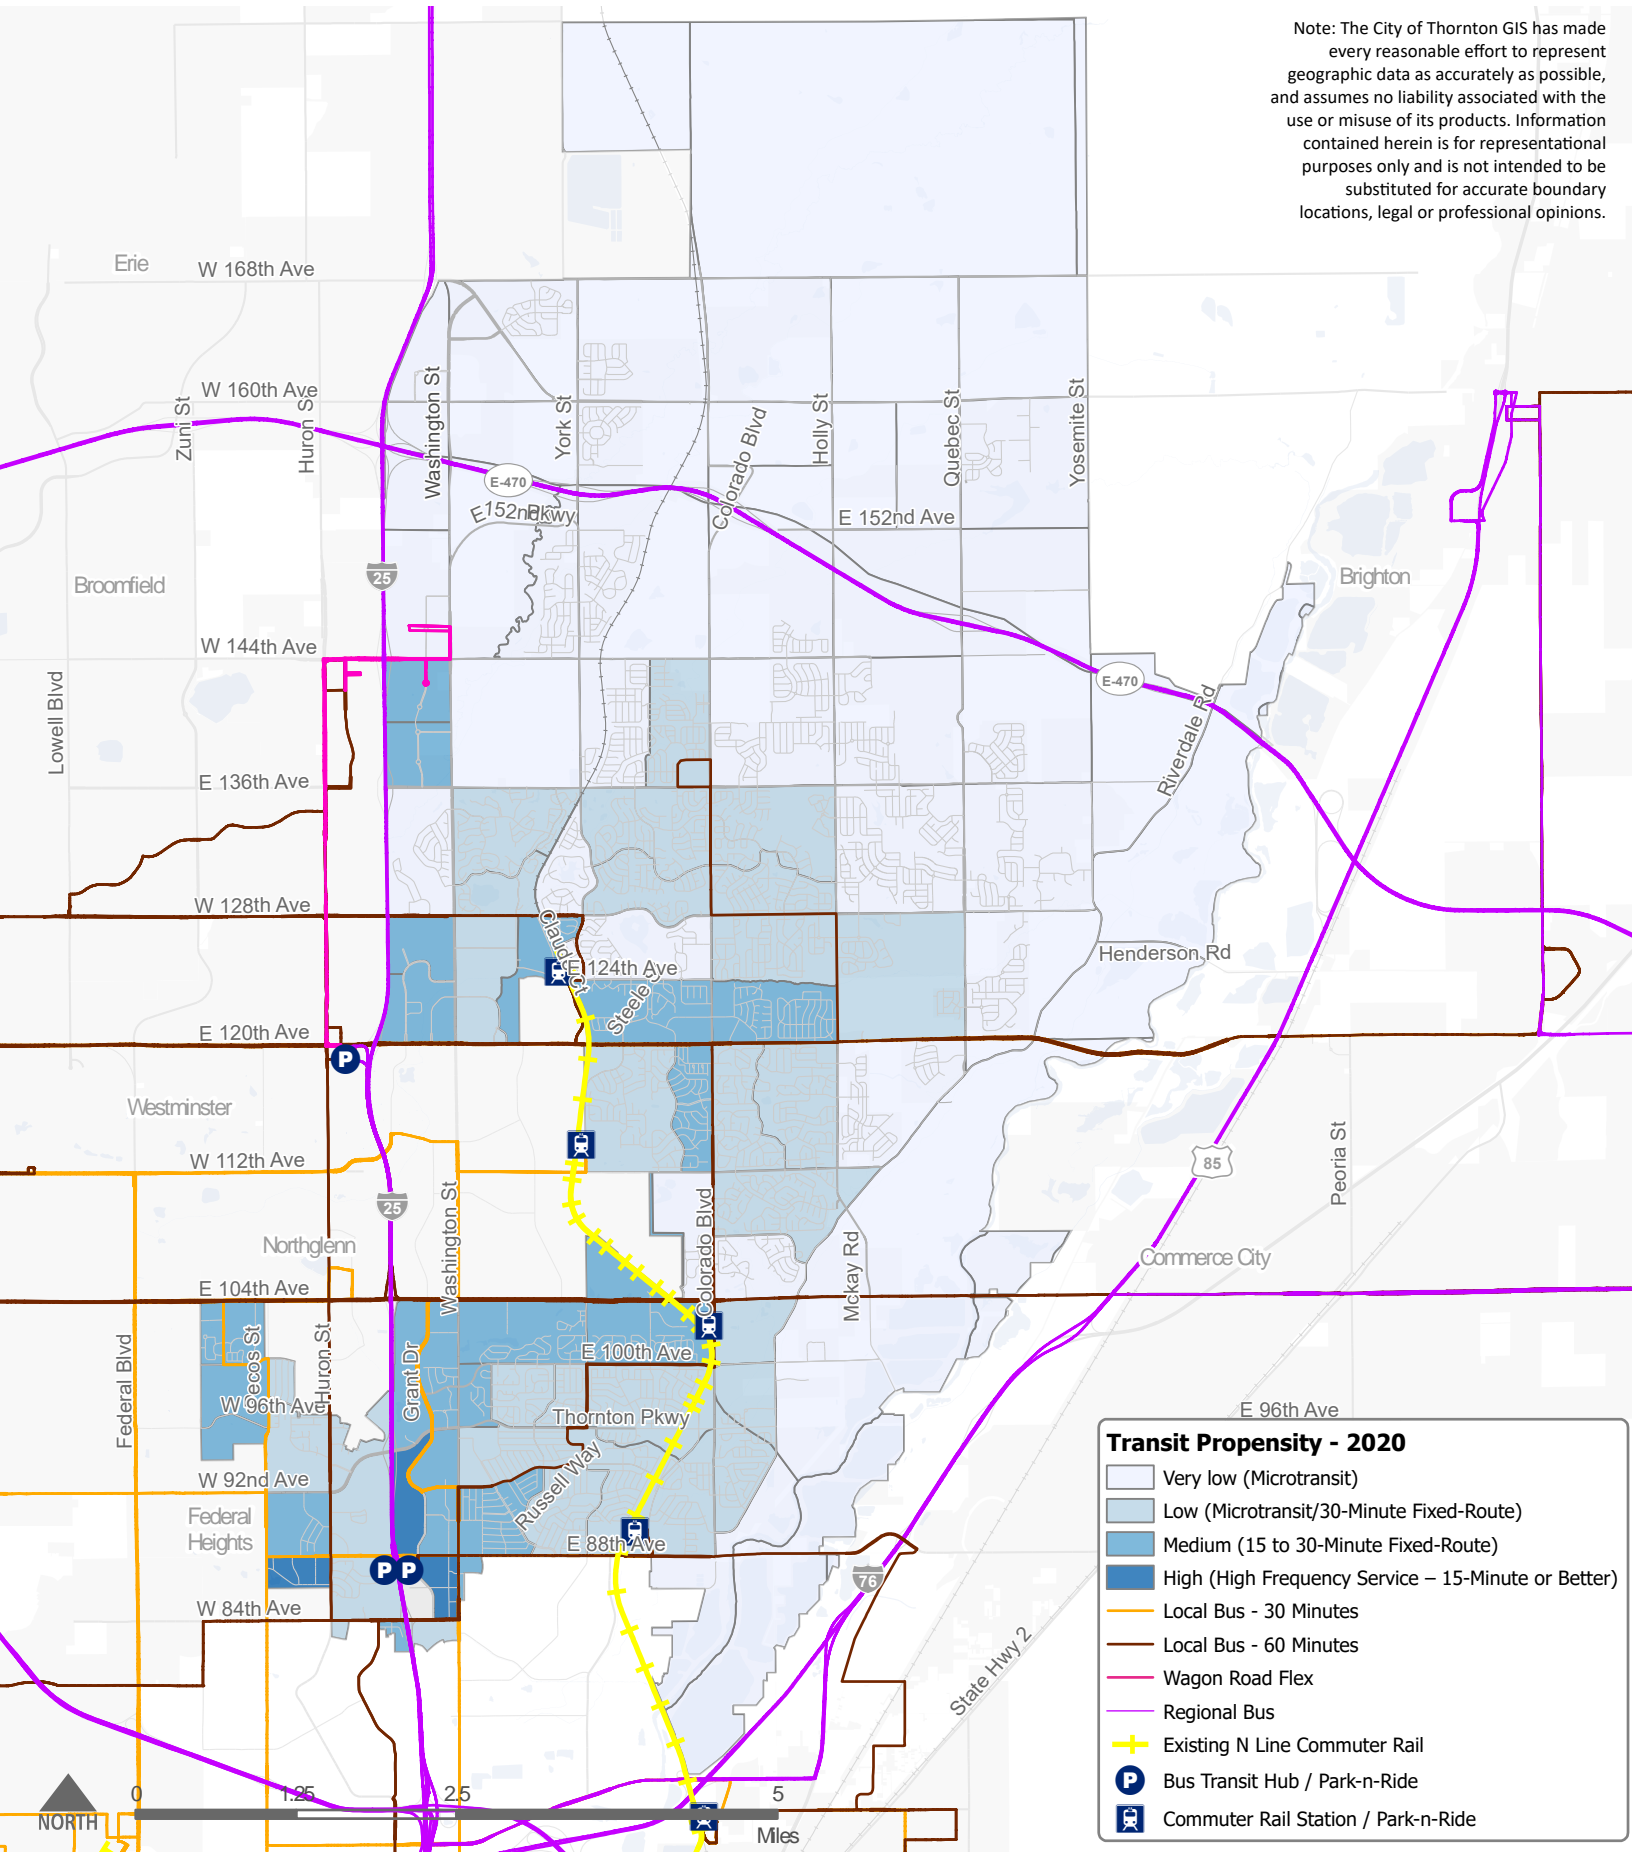 Note: The City of Thornton GIS has made
every reasonable effort to represent
geographic data as accurately as possible,
and assumes no liability associated with the
use or misuse of its products. Information
contained herein is for representational
purposes only and is not intended to be
substituted for accurate boundary
locations, legal or professional opinions.
Erie
W 168th Ave
W 160th Ave
Zuni St
Huron St
Washington St
York St
Colorado Blvd
Holly St
Quebec St
Yosemite St
E-470
E 152nd Pkwy
E 152nd Ave
25
Broomfield
Brighton
W 144th Ave
E-470
Lowell Blvd
Riverdale Rd
E 136th Ave
W 128th Ave
Claude Ct
E 124th Ave
Steele S
Henderson Rd
E 120th Ave
P
Westminster
W 112th Ave
85
Peoria St
25
Washington St
Colorado Blvd
Northglenn
Mckay Rd
Commerce City
E 104th Ave
Federal Blvd
ecos St
Huron St
Grant Dr
E 100th Ave
W 96th Ave
Thornton Pkwy
E 96th Ave
W 92nd Ave
Russell Way
Federal
Heights
E 88th Ave
P P
76
W 84th Ave
State Hwy 2
Transit Propensity - 2020
Very low (Microtransit)
Low (Microtransit/30-Minute Fixed-Route)
Medium (15 to 30-Minute Fixed-Route)
High (High Frequency Service – 15-Minute or Better)
Local Bus - 30 Minutes
Local Bus - 60 Minutes
Wagon Road Flex
Regional Bus
Existing N Line Commuter Rail
P Bus Transit Hub / Park-n-Ride
Commuter Rail Station / Park-n-Ride
0 1.25 2.5 5
NORTH
Miles